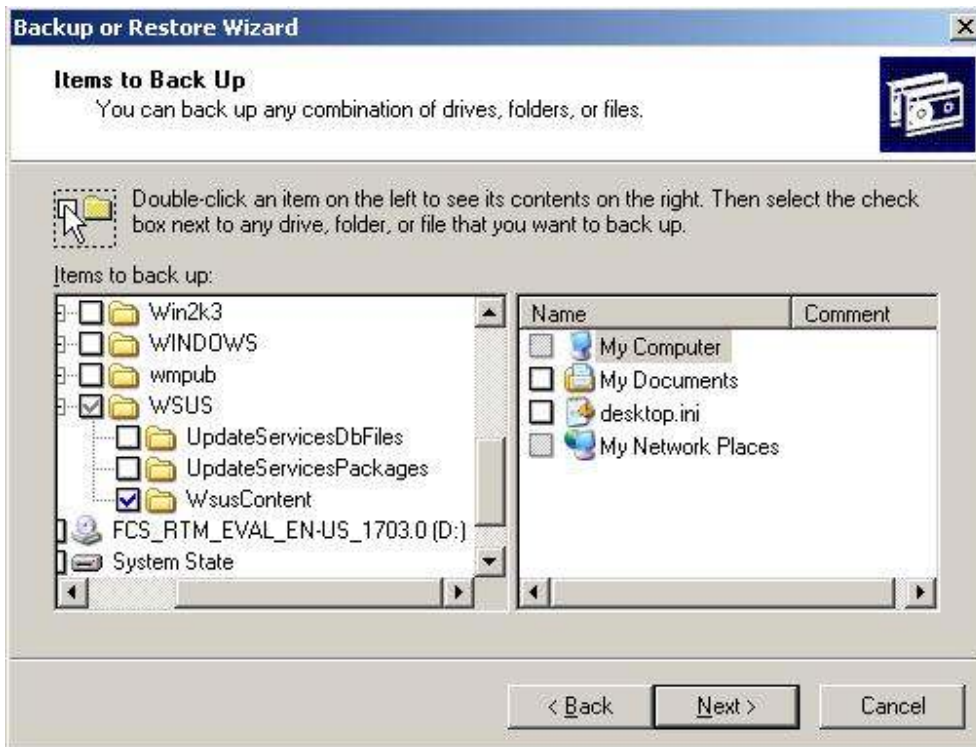 Backup or Restore Wizard
Items to Back Up
You can back up any combination of drives, folders, or files.
Double-click an item on the left to see its contents on the right. Then select the check
box next to any drive, folder, or file that you want to back up.
Items to back up:
Win2k3
WINDOWS
wmpub
WSUS
UpdateServicesDbFiles
UpdateServicesPackages
WsusContent
FCS_RTM_EVAL_EN-US_1703.0 (D:)
System State
Name Comment
My Computer
My Documents
desktop.ini
My Network Places
< Back Next > Cancel